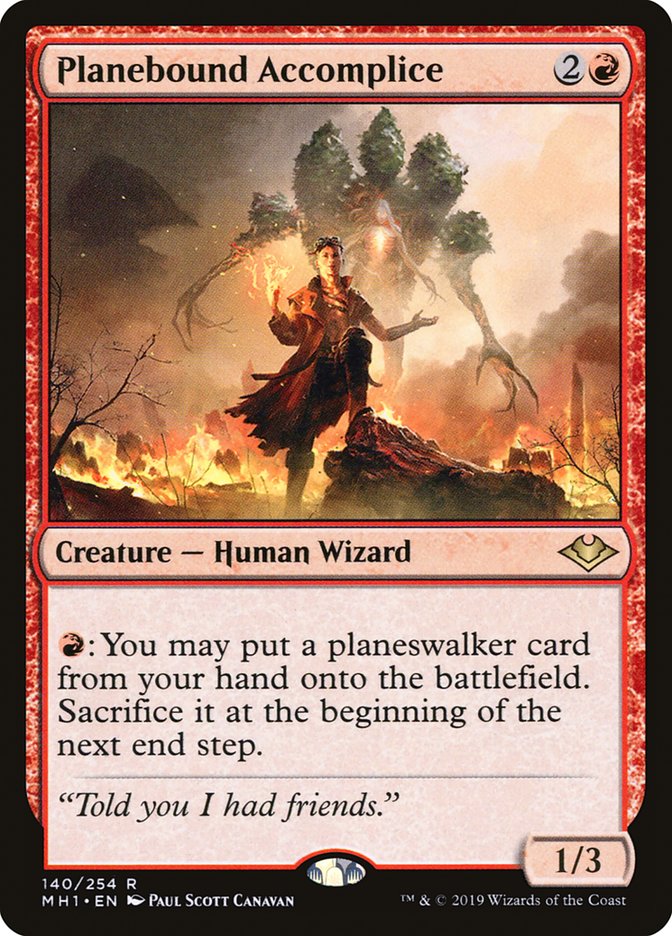 Planebound Accomplice 2
Creature — Human Wizard
: You may put a planeswalker card
from your hand onto the battlefield.
Sacrifice it at the beginning of the
next end step.
“Told you I had friends.”
1/3
140/254 R
MH1 • EN Paul Scott Canavan
™ & © 2019 Wizards of the Coast